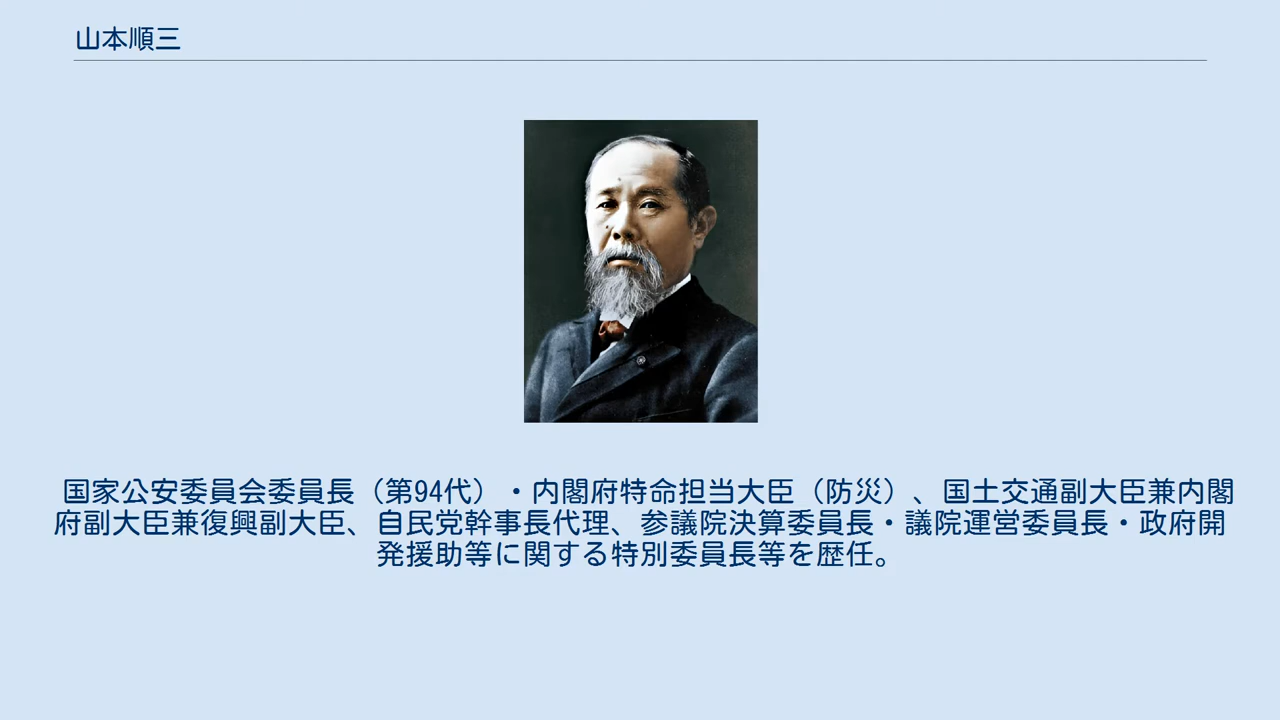 山本順三
国家公安委員会委員長（第94代）・内閣府特命担当大臣（防災）、国土交通副大臣兼内閣
府副大臣兼復興副大臣、自民党幹事長代理、参議院決算委員長・議院運営委員長・政府開
発援助等に関する特別委員長等を歴任。